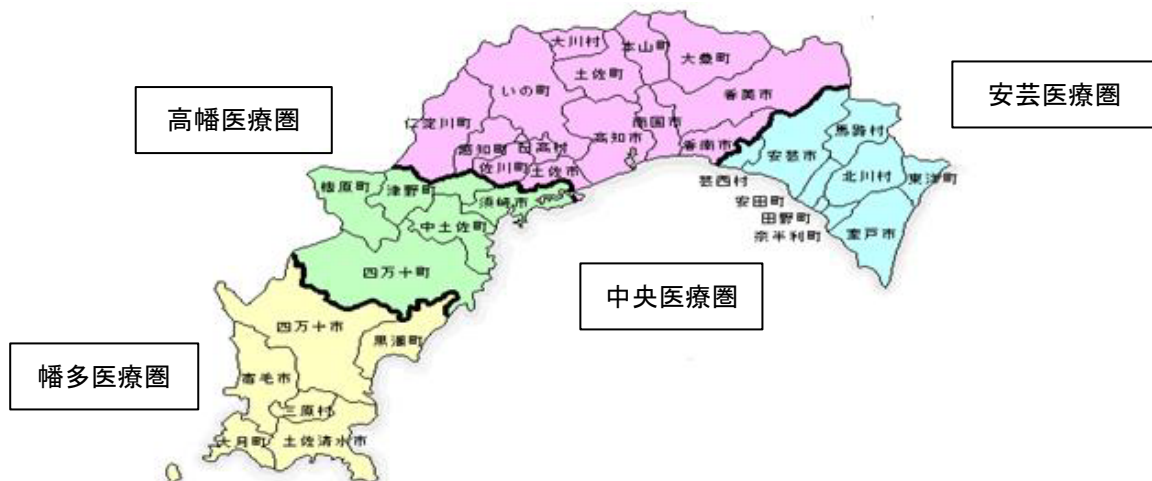 大川村
本山町
大豊町
土佐町
いの町
香美市
安芸医療圏
高幡医療圏
仁淀川町
南国市
高知市
馬路村
越知町
日高村
香南市
安芸市
佐川町
土佐市
北川村
東洋町
芸西村
梼原町
津野町
須崎市
安田町
田野町
中土佐町
奈半利町
室戸市
四万十町
中央医療圏
四万十市
黒潮町
幡多医療圏
宿毛市
三原村
大月町
土佐清水市